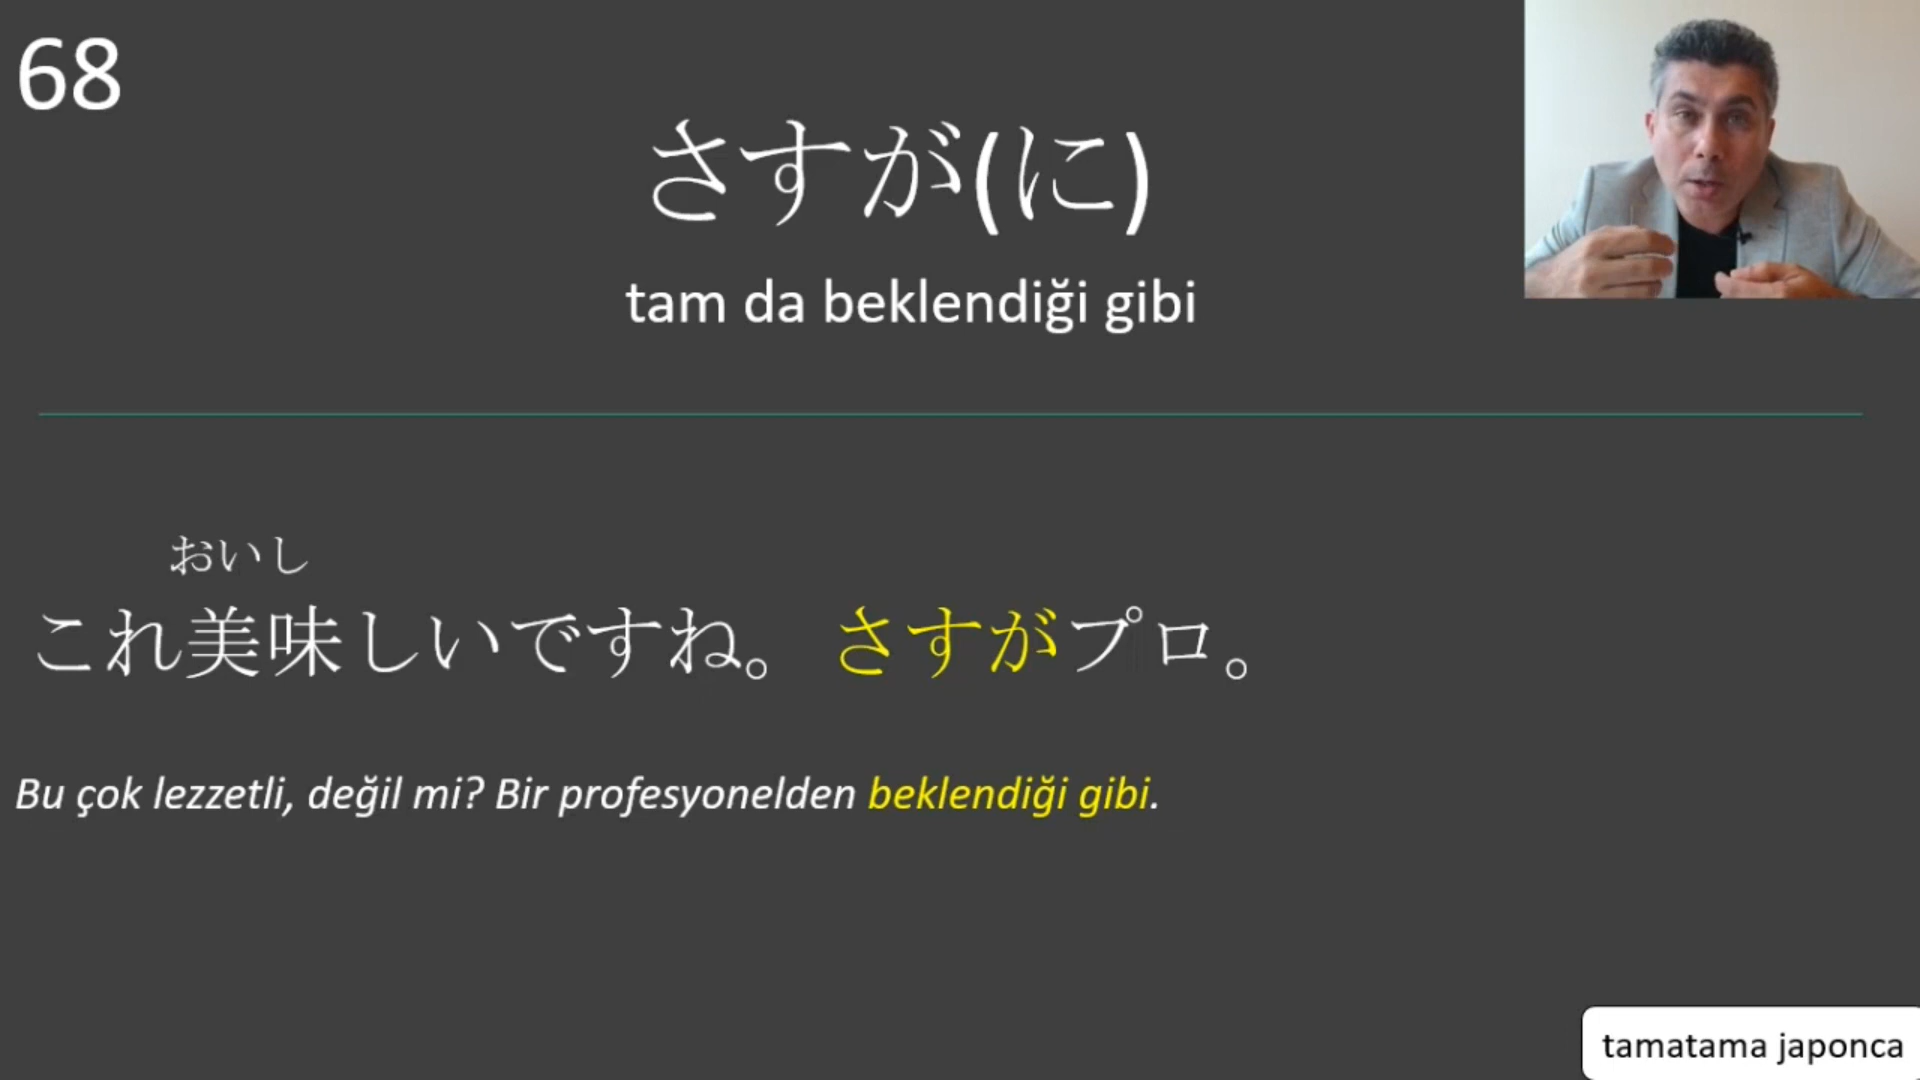 68
さすが(に)
tam da beklendiği gibi
おいし
これ美味しいですね。 さすがプロ。
Bu çok lezzetli, değil mi? Bir profesyonelden beklendiği gibi.
tamatama japonca